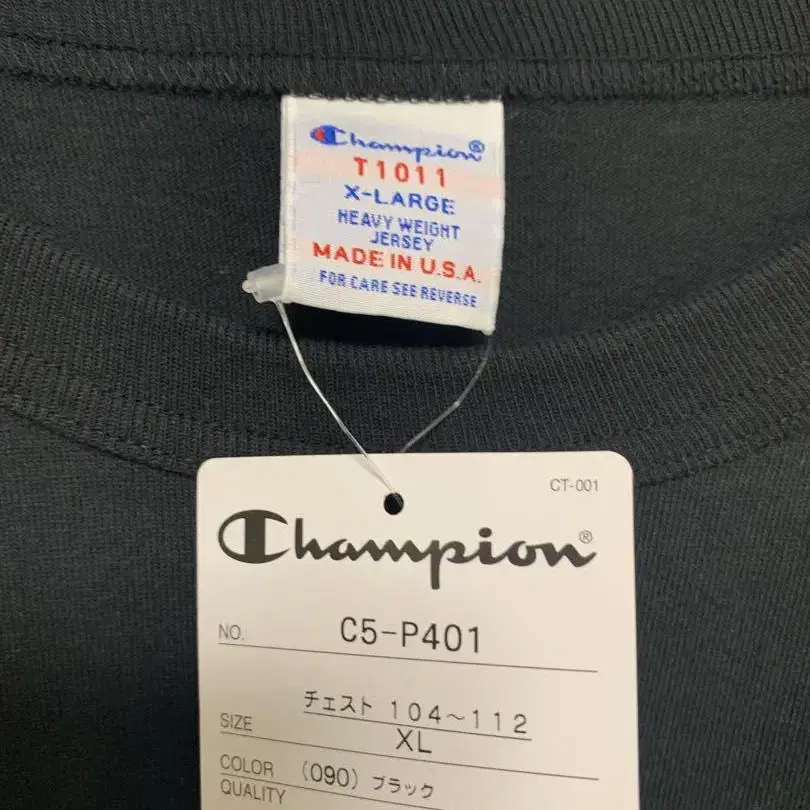 Champion®
T1011
X-LARGE
HEAVY WEIGHT
JERSEY
MADE IN U.S.A.
FOR CARE SEE REVERSE
CT-001
Champion®
NO. C5-P401
SIZE チェスト 104～112
XL
COLOR (090) ブラック
QUALITY